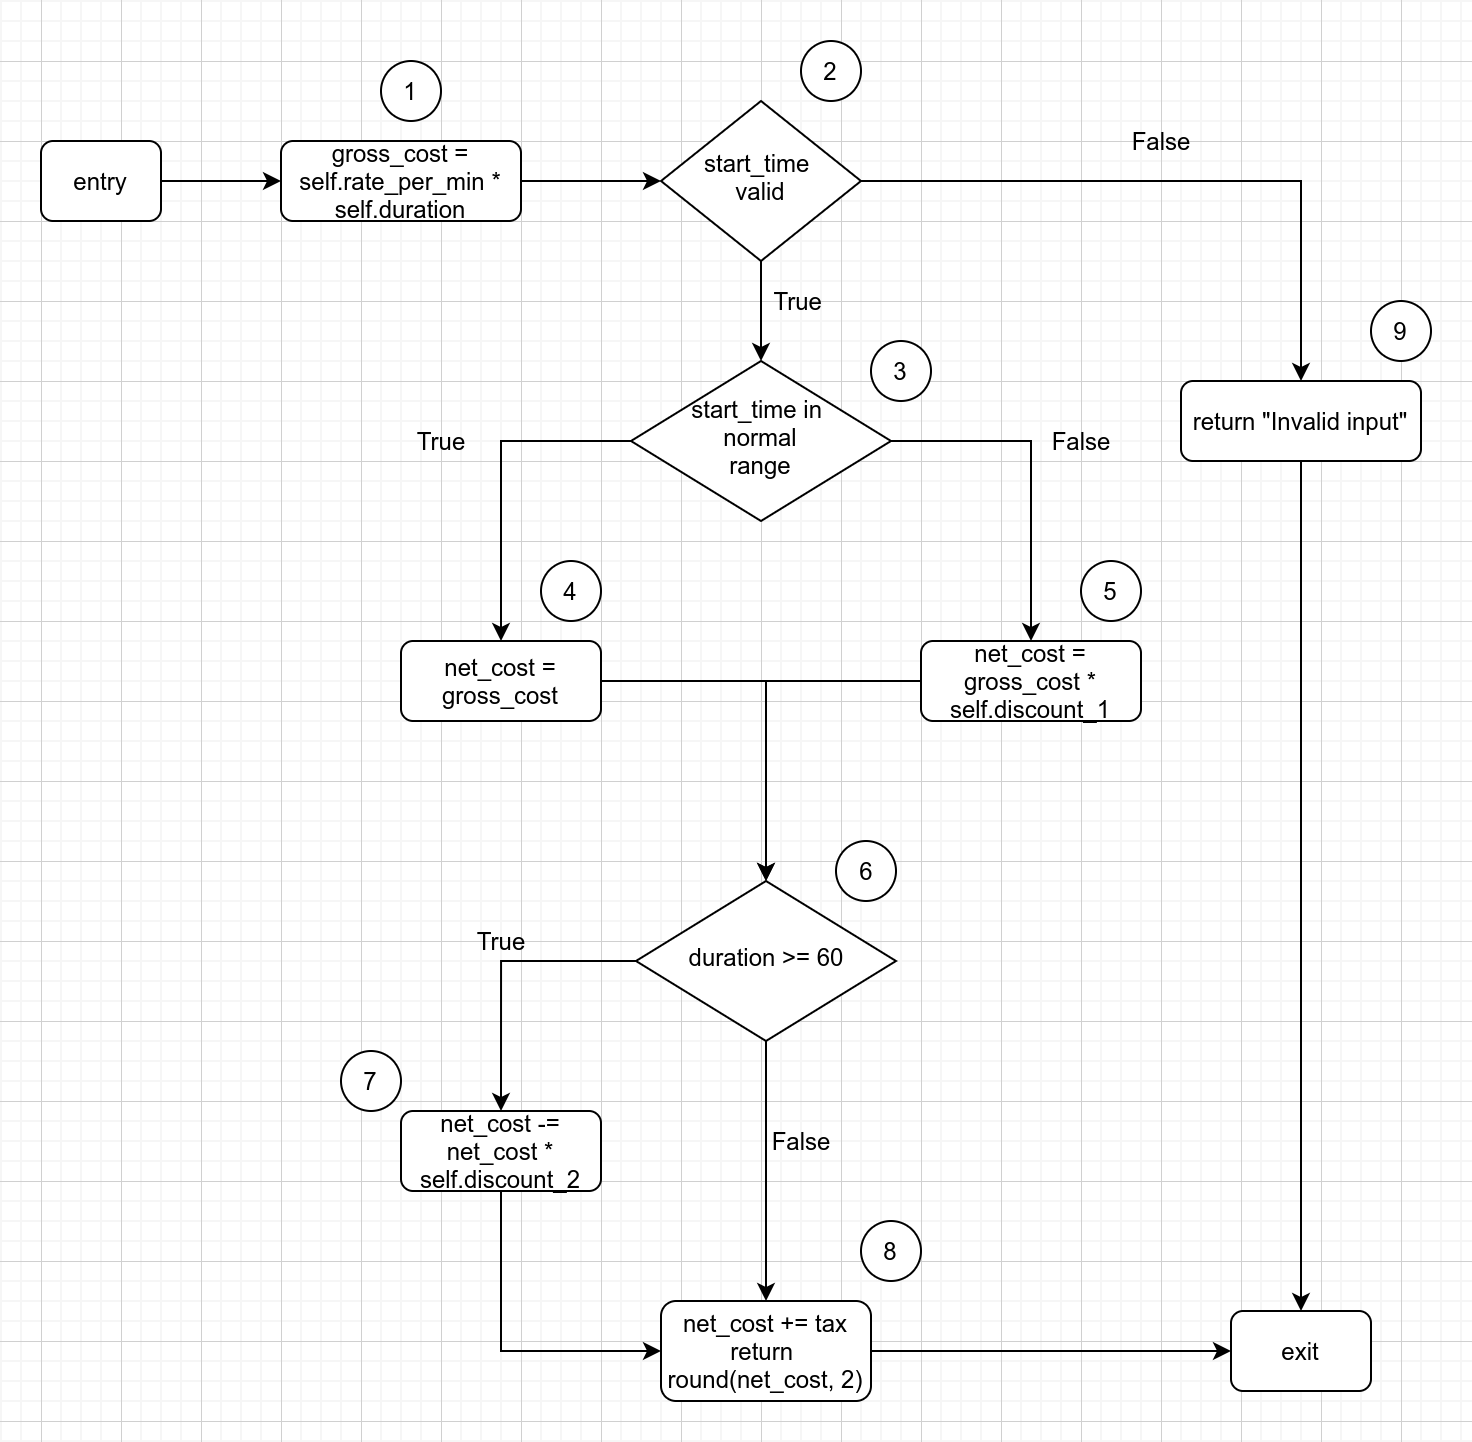 1
2
entry
gross_cost =
self.rate_per_min *
self.duration
start_time
valid
False
True
9
3
start_time in
normal
range
True
False
return "Invalid input"
4
5
net_cost =
gross_cost
net_cost =
gross_cost *
self.discount_1
6
duration >= 60
True
7
net_cost -=
net_cost *
self.discount_2
False
8
net_cost += tax
return
round(net_cost, 2)
exit